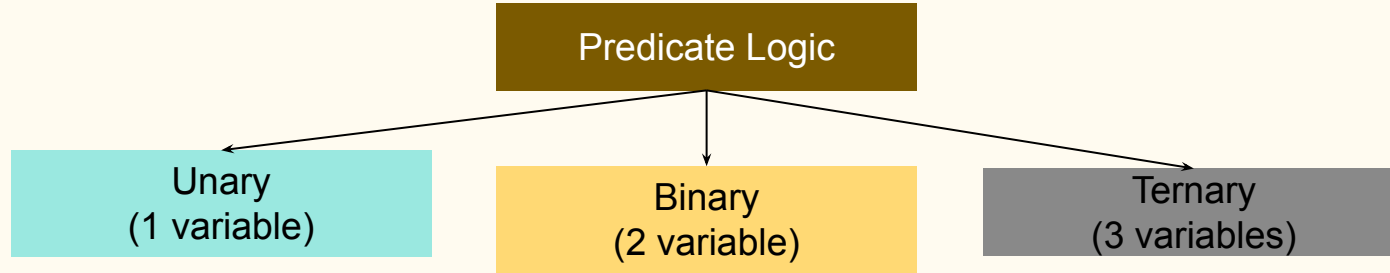 Predicate Logic
Unary
(1 variable)
Binary
(2 variable)
Ternary
(3 variables)